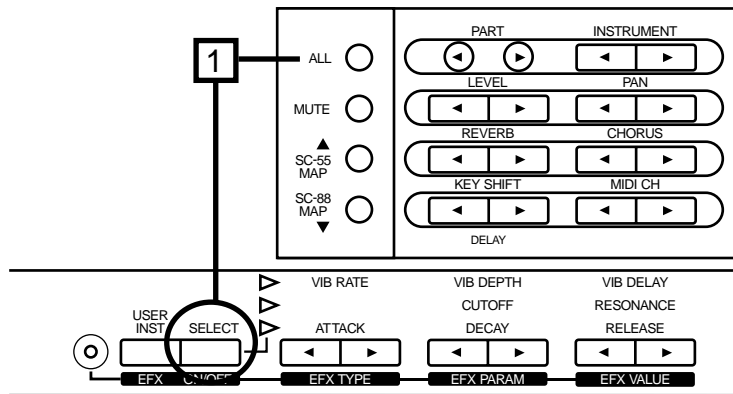 1
ALL
PART INSTRUMENT
MUTE
LEVEL PAN
SC-55
MAP
REVERB CHORUS
SC-88
MAP
KEY SHIFT MIDI CH
DELAY
VIB RATE VIB DEPTH VIB DELAY
CUTOFF RESONANCE
USER
INST SELECT ATTACK DECAY RELEASE
EFX ON/OFF EFX TYPE EFX PARAM EFX VALUE